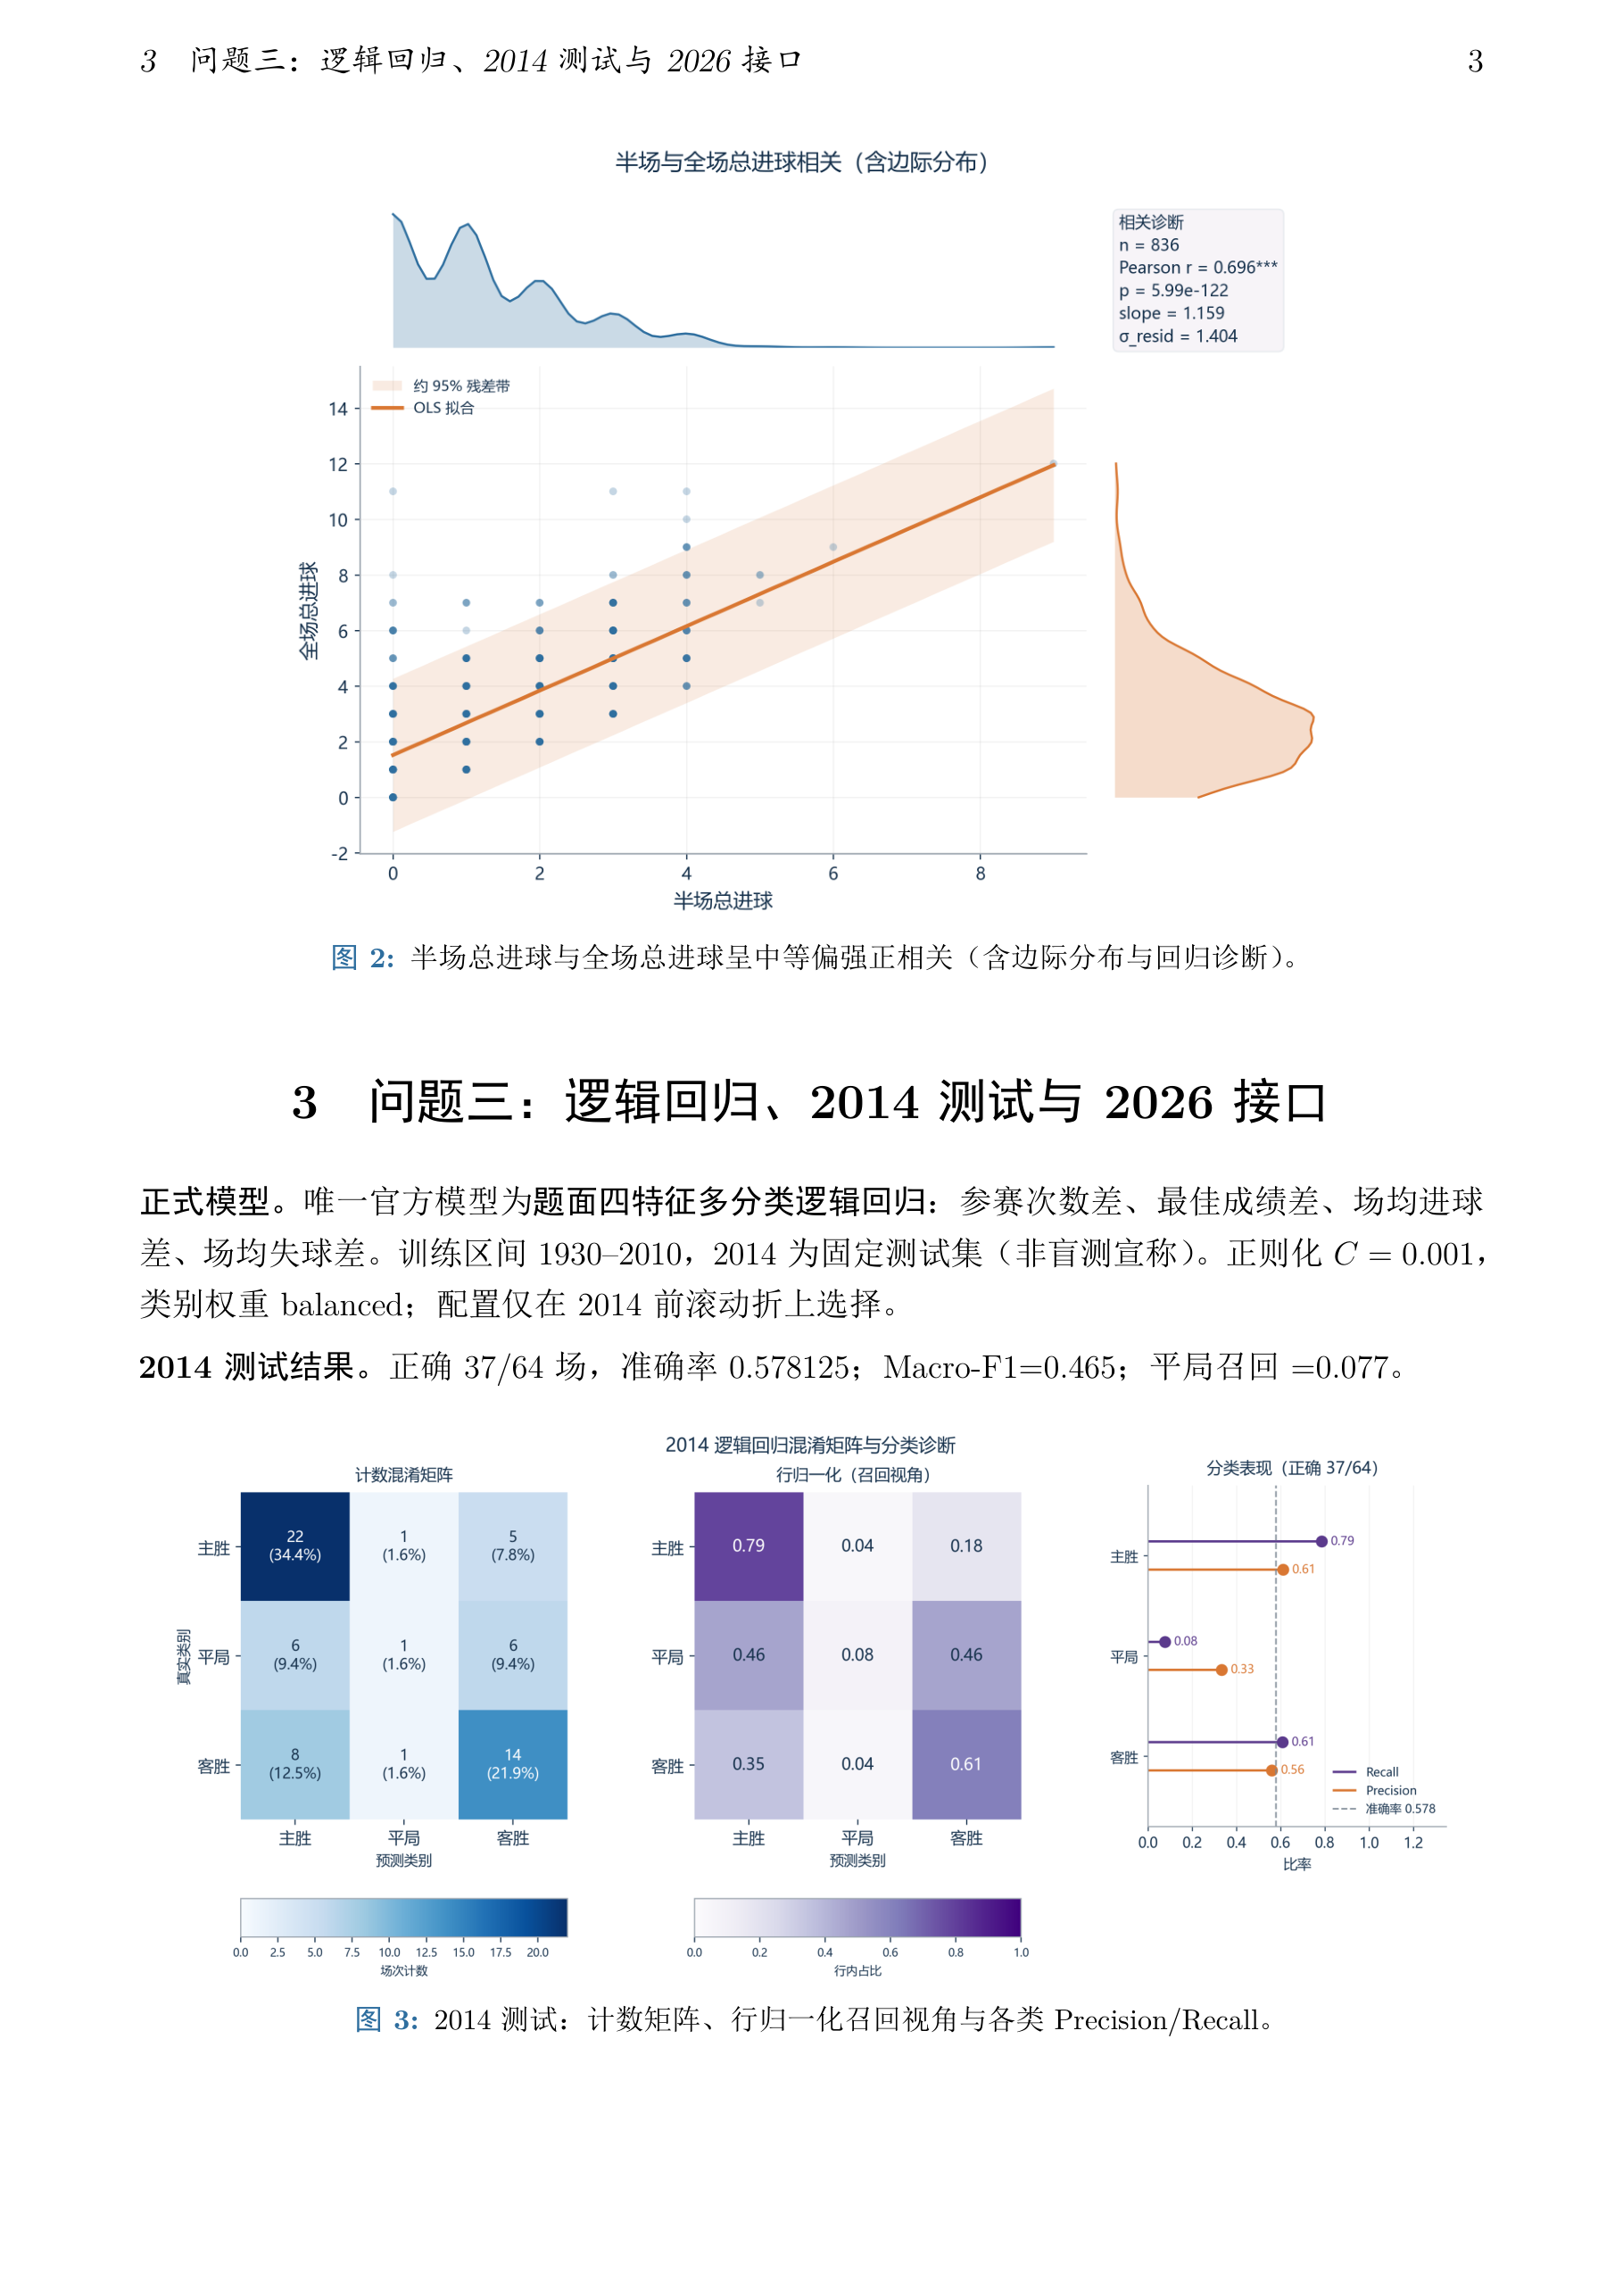 3 问题三：逻辑回归、2014 测试与 2026 接口 3
半场与全场总进球相关（含边际分布）
相关诊断
n = 836
Pearson r = 0.696***
p = 5.99e-122
slope = 1.159
σ_resid = 1.404
约 95% 残差带
OLS 拟合
14
12
10
8
6
4
2
0
-2
全场总进球
0 2 4 6 8
半场总进球
图 2: 半场总进球与全场总进球呈中等偏强正相关（含边际分布与回归诊断）。
3 问题三：逻辑回归、2014 测试与 2026 接口
正式模型。唯一官方模型为题面四特征多分类逻辑回归：参赛次数差、最佳成绩差、场均进球
差、场均失球差。训练区间 1930–2010，2014 为固定测试集（非盲测宣称）。正则化 C = 0.001，
类别权重 balanced；配置仅在 2014 前滚动折上选择。
2014 测试结果。正确 37/64 场，准确率 0.578125；Macro-F1=0.465；平局召回 =0.077。
2014 逻辑回归混淆矩阵与分类诊断
计数混淆矩阵
真实类别
主胜 22 1 5
(34.4%) (1.6%) (7.8%)
平局 6 1 6
(9.4%) (1.6%) (9.4%)
客胜 8 1 14
(12.5%) (1.6%) (21.9%)
主胜 平局 客胜
预测类别
0.0 2.5 5.0 7.5 10.0 12.5 15.0 17.5 20.0
场次计数
行归一化（召回视角）
主胜 0.79 0.04 0.18
平局 0.46 0.08 0.46
客胜 0.35 0.04 0.61
主胜 平局 客胜
预测类别
0.0 0.2 0.4 0.6 0.8 1.0
行内占比
分类表现（正确 37/64）
主胜 0.79
0.61
平局 0.08
0.33
客胜 0.61
0.56
Recall
Precision
准确率 0.578
0.0 0.2 0.4 0.6 0.8 1.0 1.2
比率
图 3: 2014 测试：计数矩阵、行归一化召回视角与各类 Precision/Recall。